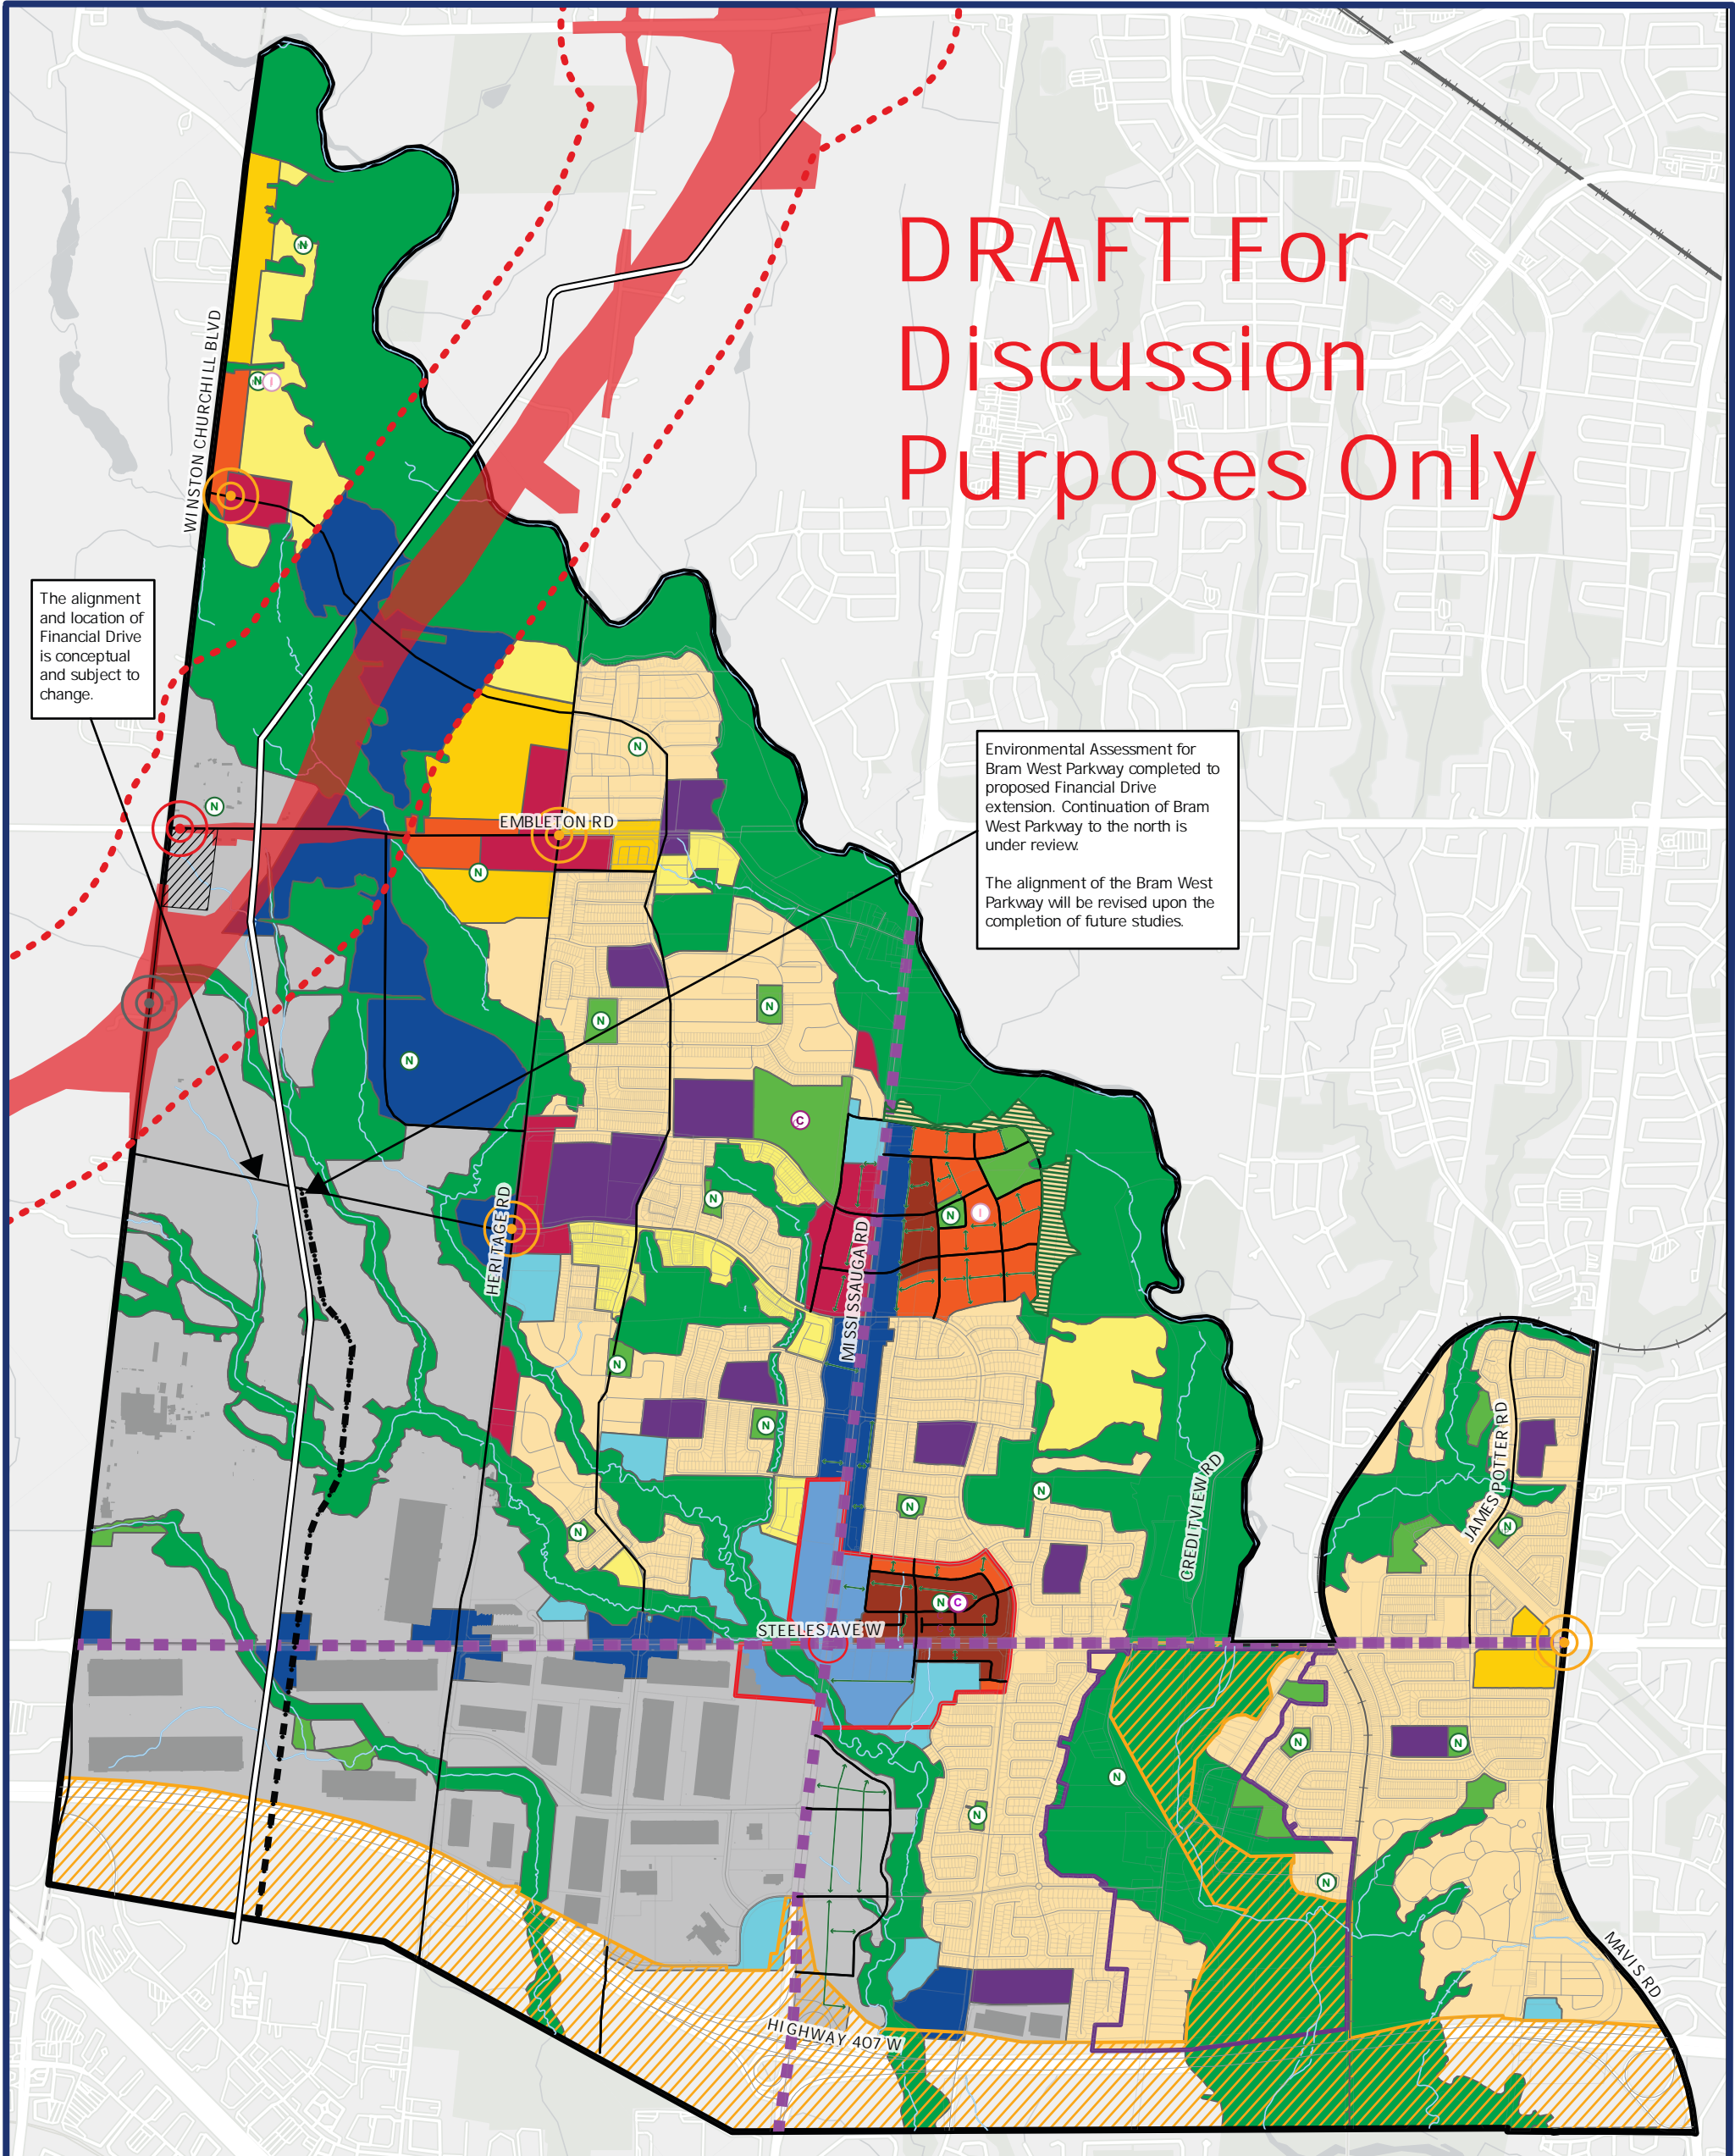 DRAFT For
Discussion
Purposes Only
WINSTON CHURCHILL BLVD
N
N I
The alignment
and location of
Financial Drive
is conceptual
and subject to
change.
N
Environmental Assessment for
Bram West Parkway completed to
proposed Financial Drive
extension. Continuation of Bram
West Parkway to the north is
under review.
The alignment of the Bram West
Parkway will be revised upon the
completion of future studies.
N
EMBLETON RD
N
N
N
N
C
N
N
I
HERITAGE RD
MISSISSAUGA RD
N
N
JAMES POTTER RD
CREDITVIEW RD
N
N
N
N
N C
STEELES AVE W
N
N
N
N
N
MAVIS RD
HIGHWAY 407 W